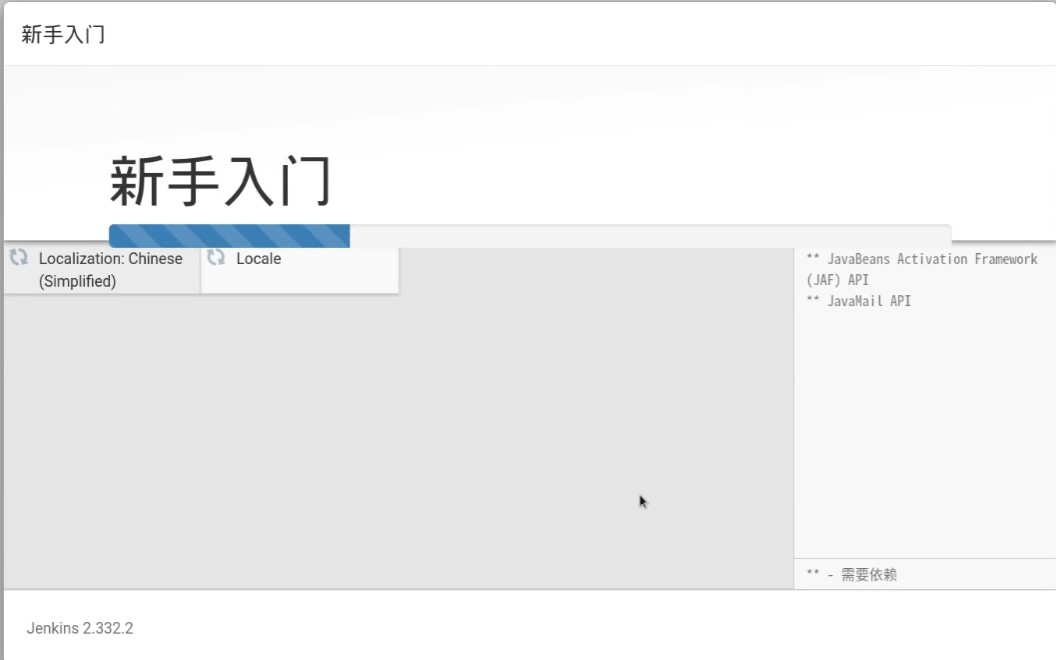 新手入门
新手入门
Localization: Chinese
(Simplified)
Locale
** JavaBeans Activation Framework
(JAF) API
** JavaMail API
** - 需要依赖
Jenkins 2.332.2